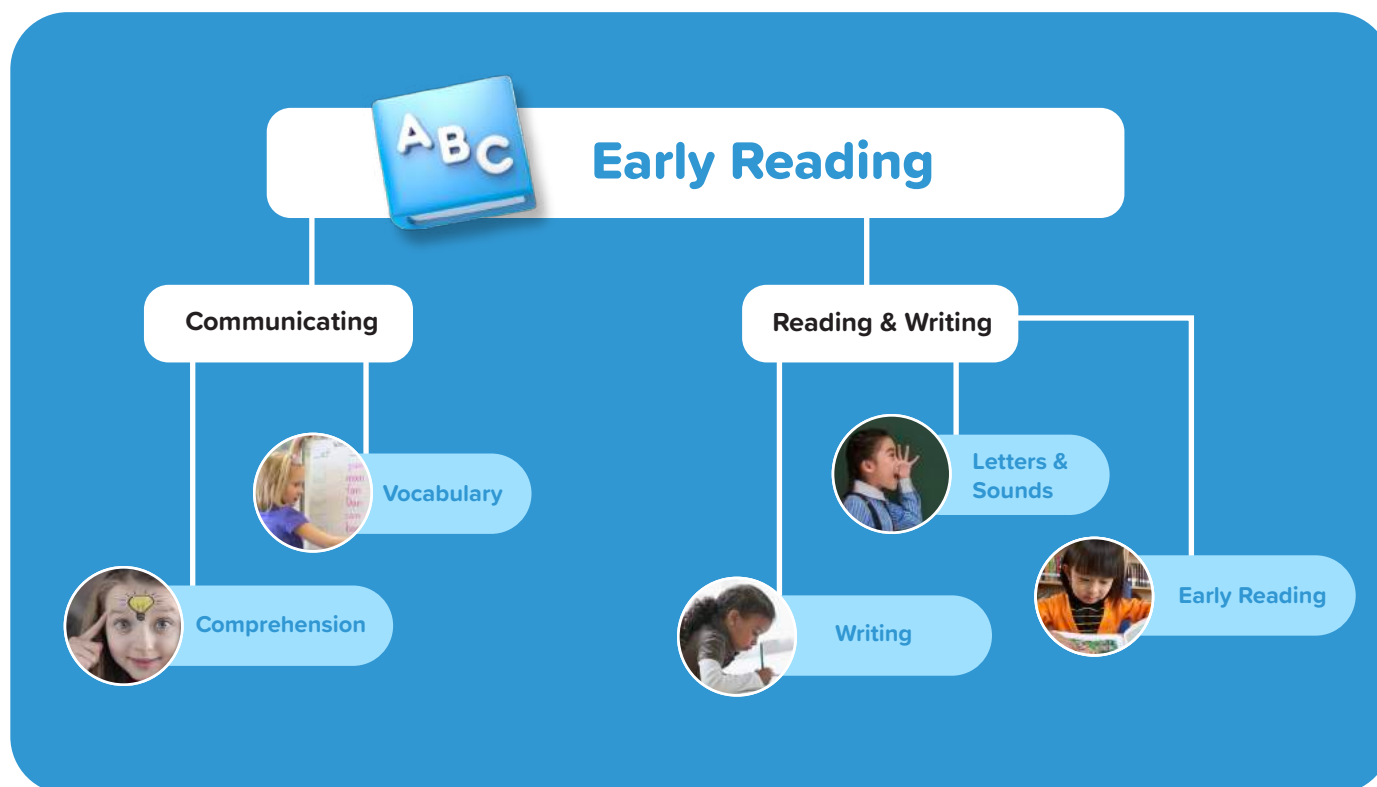 ABC
Early Reading
Communicating
Reading & Writing
Vocabulary
Letters &
Sounds
Comprehension
Writing
Early Reading